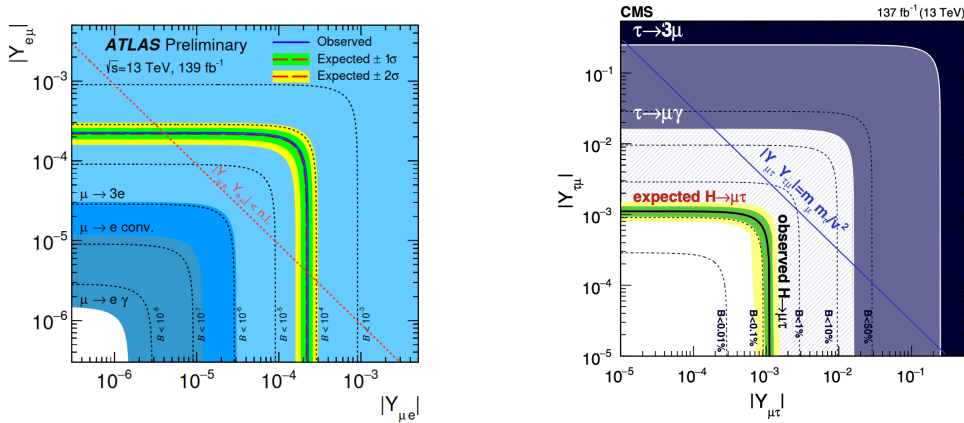 ATLAS Preliminary
√s=13 TeV, 139 fb⁻¹
Observed
Expected ± 1σ
Expected ± 2σ
|Y_eμ|
10⁻³
10⁻⁴
10⁻⁵
10⁻⁶
|Y_μe Y_eμ| < n.l.
μ → 3e
μ → e conv.
μ → e γ
B < 10⁻⁸
B < 10⁻⁷
B < 10⁻⁶
B < 10⁻⁵
B < 10⁻⁴
B < 10⁻³
10⁻⁶
10⁻⁵
10⁻⁴
10⁻³
|Y_μe|
CMS
137 fb⁻¹ (13 TeV)
τ→3μ
τ→μγ
|Y_τμ|
10⁻¹
10⁻²
10⁻³
10⁻⁴
10⁻⁵
|Y_μτ Y_τμ|=m_μ m_τ/v²
expected H→μτ
observed H→μτ
B<0.01%
B<0.1%
B<1%
B<10%
B<50%
10⁻⁵
10⁻⁴
10⁻³
10⁻²
10⁻¹
|Y_μτ|